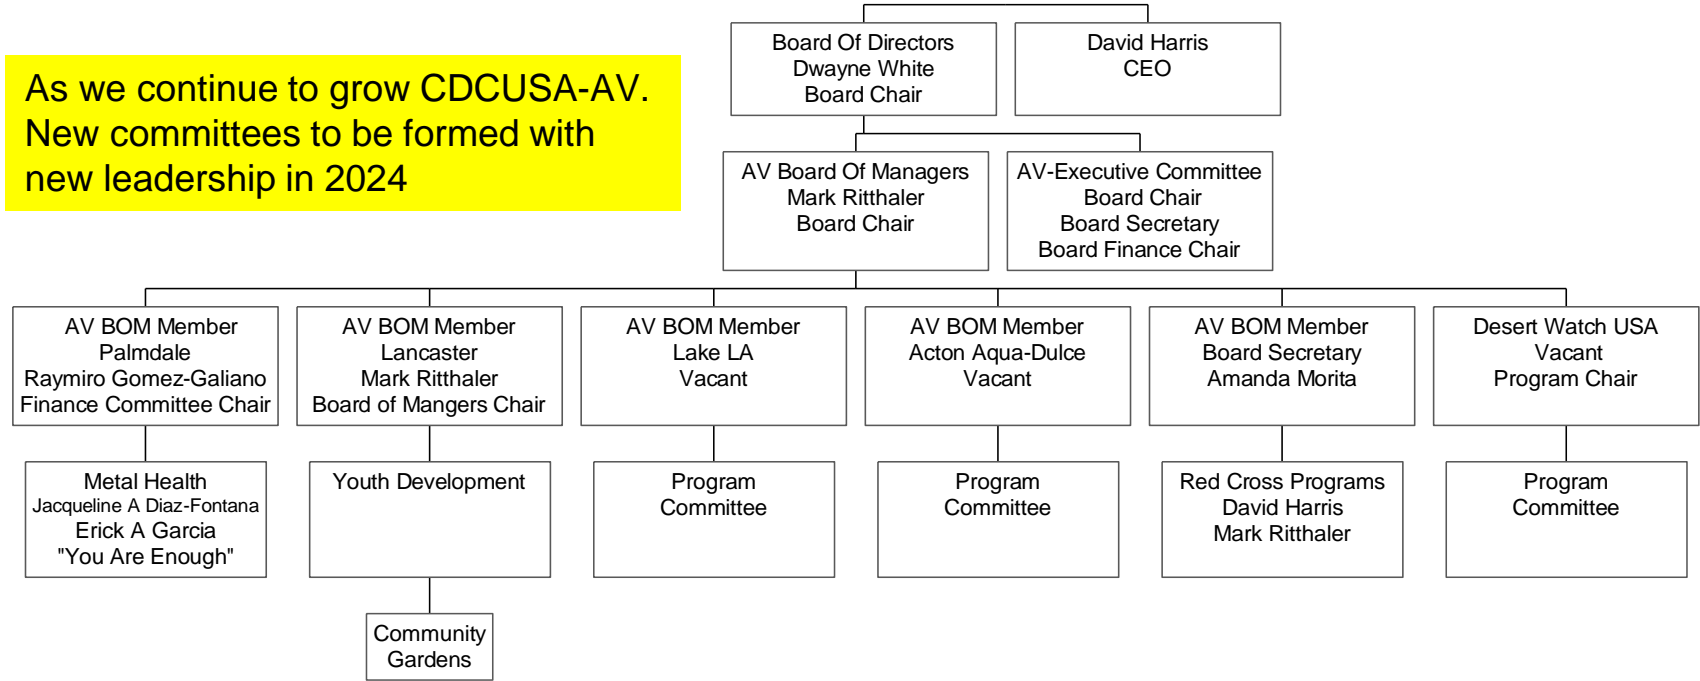 Board Of Directors
Dwayne White
Board Chair
David Harris
CEO
As we continue to grow CDCUSA-AV.
New committees to be formed with
new leadership in 2024
AV Board Of Managers
Mark Ritthaler
Board Chair
AV-Executive Committee
Board Chair
Board Secretary
Board Finance Chair
AV BOM Member
Palmdale
Raymiro Gomez-Galiano
Finance Committee Chair
AV BOM Member
Lancaster
Mark Ritthaler
Board of Mangers Chair
AV BOM Member
Lake LA
Vacant
AV BOM Member
Acton Aqua-Dulce
Vacant
AV BOM Member
Board Secretary
Amanda Morita
Desert Watch USA
Vacant
Program Chair
Metal Health
Jacqueline A Diaz-Fontana
Erick A Garcia
"You Are Enough"
Youth Development
Program
Committee
Program
Committee
Red Cross Programs
David Harris
Mark Ritthaler
Program
Committee
Community
Gardens